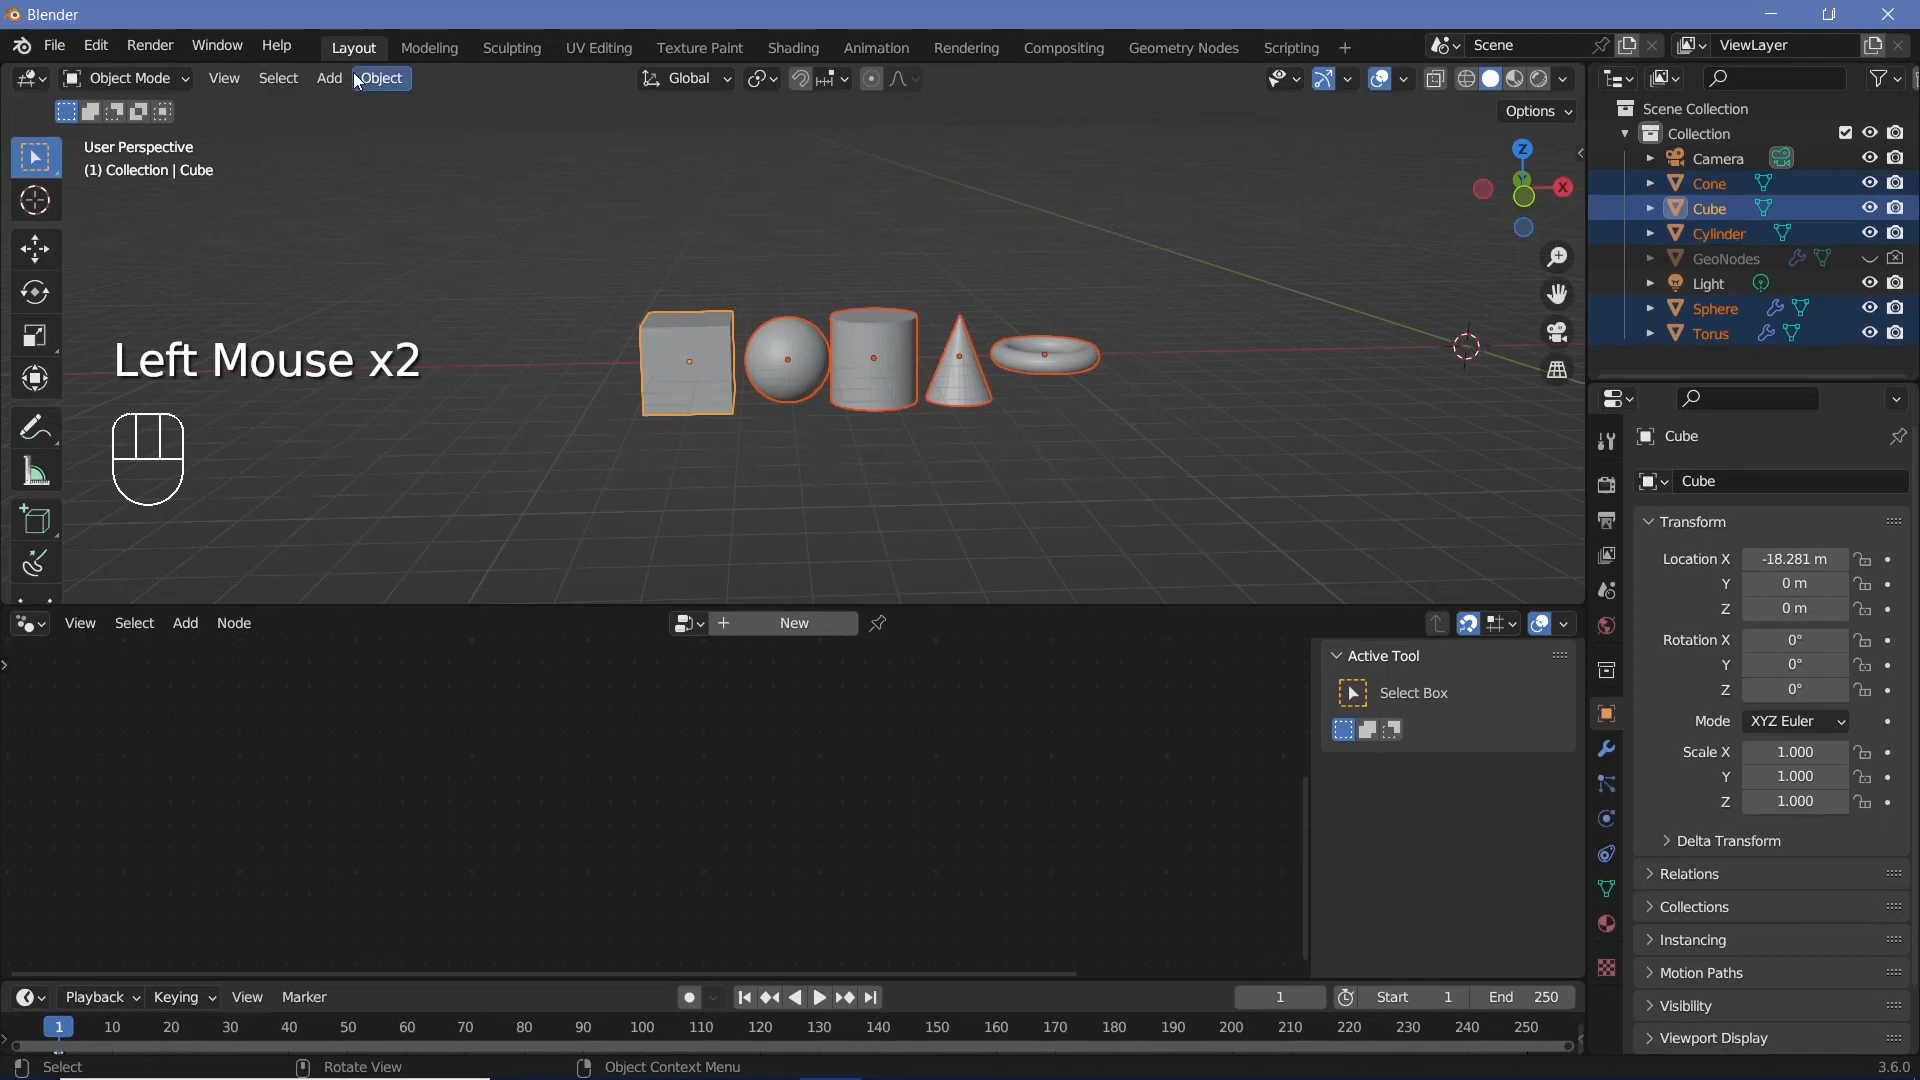 Blender
File Edit Render Window Help Layout Modeling Sculpting UV Editing Texture Paint Shading Animation Rendering Compositing Geometry Nodes Scripting + Scene ViewLayer
Object Mode View Select Add Object Global
Options
User Perspective
(1) Collection | Cube
Z
Y
X
Left Mouse x2
Scene Collection
Collection
Camera
Cone
Cube
Cylinder
GeoNodes
Light
Sphere
Torus
Cube
Cube
Transform
Location X -18.281 m
Y 0 m
Z 0 m
Rotation X 0°
Y 0°
Z 0°
Mode XYZ Euler
Scale X 1.000
Y 1.000
Z 1.000
Delta Transform
Relations
Collections
Instancing
Motion Paths
Visibility
Viewport Display
View Select Add Node + New
Active Tool
Select Box
Playback Keying View Marker 1 Start 1 End 250
1 10 20 30 40 50 60 70 80 90 100 110 120 130 140 150 160 170 180 190 200 210 220 230 240 250
Select Rotate View Object Context Menu 3.6.0